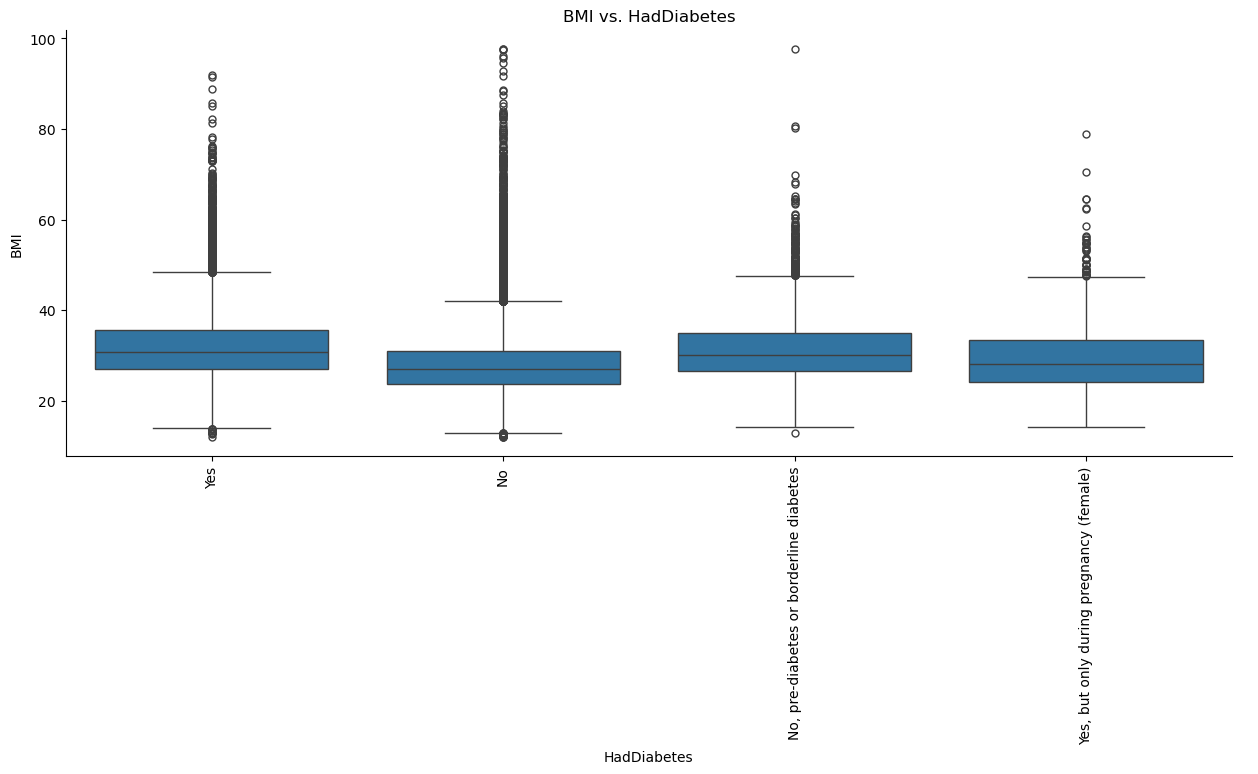 BMI vs. HadDiabetes
100
80
60
40
20
BMI
Yes
No
No, pre-diabetes or borderline diabetes
Yes, but only during pregnancy (female)
HadDiabetes